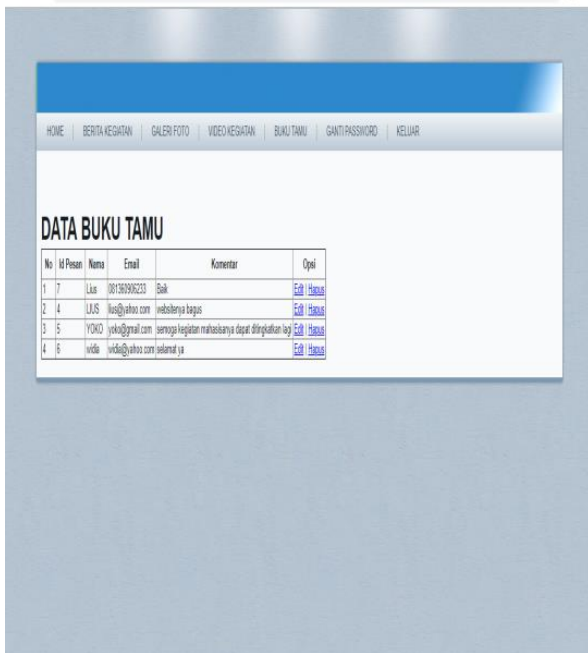 HOME | BERITA KEGIATAN | GALERI FOTO | VIDEO KEGIATAN | BUKU TAMU | GANTI PASSWORD | KELUAR
DATA BUKU TAMU
No Id Pesan Nama Email Komentar Opsi
1 7 Lius 081360906233 Baik Edit | Hapus
2 4 LIUS lius@yahoo.com websitenya bagus Edit | Hapus
3 5 YOKO yoko@gmail.com semoga kegiatan mahasisanya dapat ditingkatkan lagi Edit | Hapus
4 6 widia widia@yahoo.com selamat ya Edit | Hapus